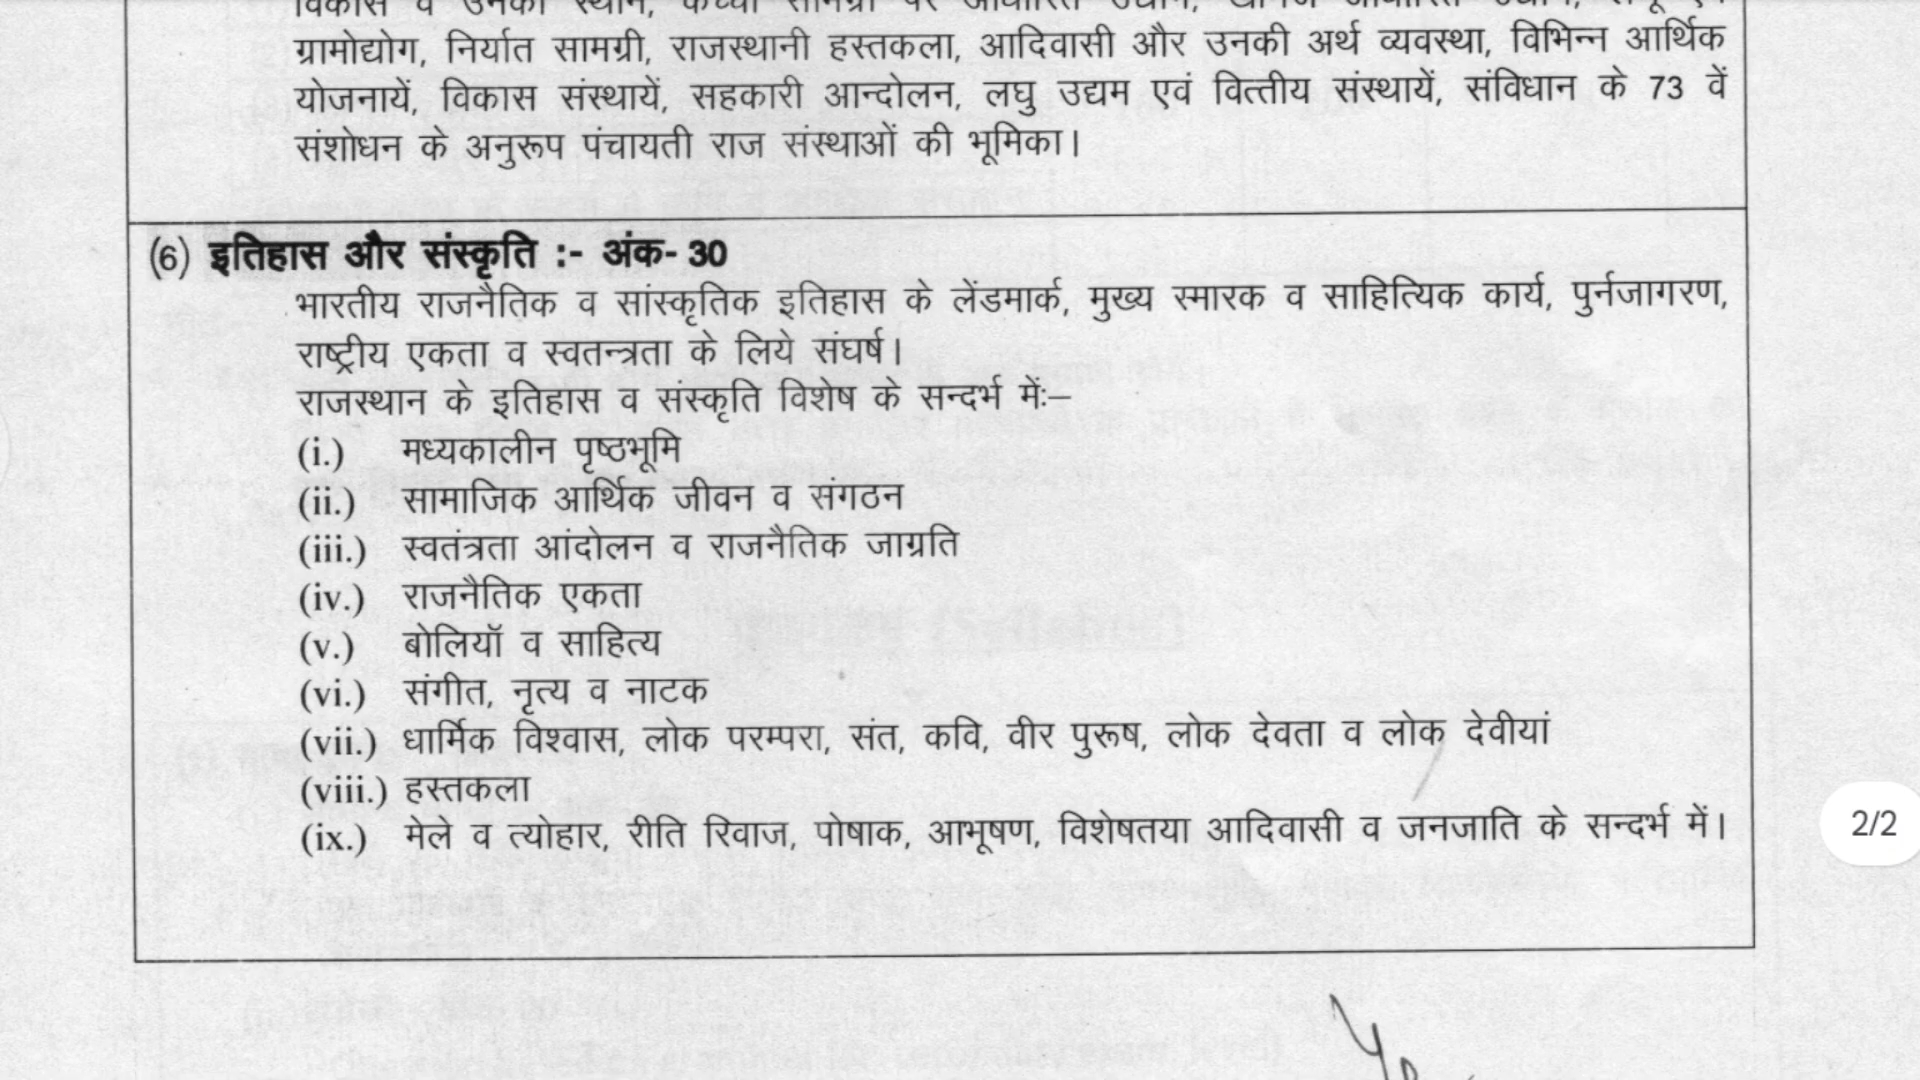 ग्रामोद्योग, निर्यात सामग्री, राजस्थानी हस्तकला, आदिवासी और उनकी अर्थ व्यवस्था, विभिन्न आर्थिक
योजनायें, विकास संस्थायें, सहकारी आन्दोलन, लघु उद्यम एवं वित्तीय संस्थायें, संविधान के 73 वें
संशोधन के अनुरूप पंचायती राज संस्थाओं की भूमिका।
(6) इतिहास और संस्कृति :- अंक- 30
भारतीय राजनैतिक व सांस्कृतिक इतिहास के लेंडमार्क, मुख्य स्मारक व साहित्यिक कार्य, पुर्नजागरण,
राष्ट्रीय एकता व स्वतन्त्रता के लिये संघर्ष।
राजस्थान के इतिहास व संस्कृति विशेष के सन्दर्भ में:–
(i.) मध्यकालीन पृष्ठभूमि
(ii.) सामाजिक आर्थिक जीवन व संगठन
(iii.) स्वतंत्रता आंदोलन व राजनैतिक जाग्रति
(iv.) राजनैतिक एकता
(v.) बोलियॉ व साहित्य
(vi.) संगीत, नृत्य व नाटक
(vii.) धार्मिक विश्वास, लोक परम्परा, संत, कवि, वीर पुरूष, लोक देवता व लोक देवीयां
(viii.) हस्तकला
(ix.) मेले व त्योहार, रीति रिवाज, पोषाक, आभूषण, विशेषतया आदिवासी व जनजाति के सन्दर्भ में।
2/2